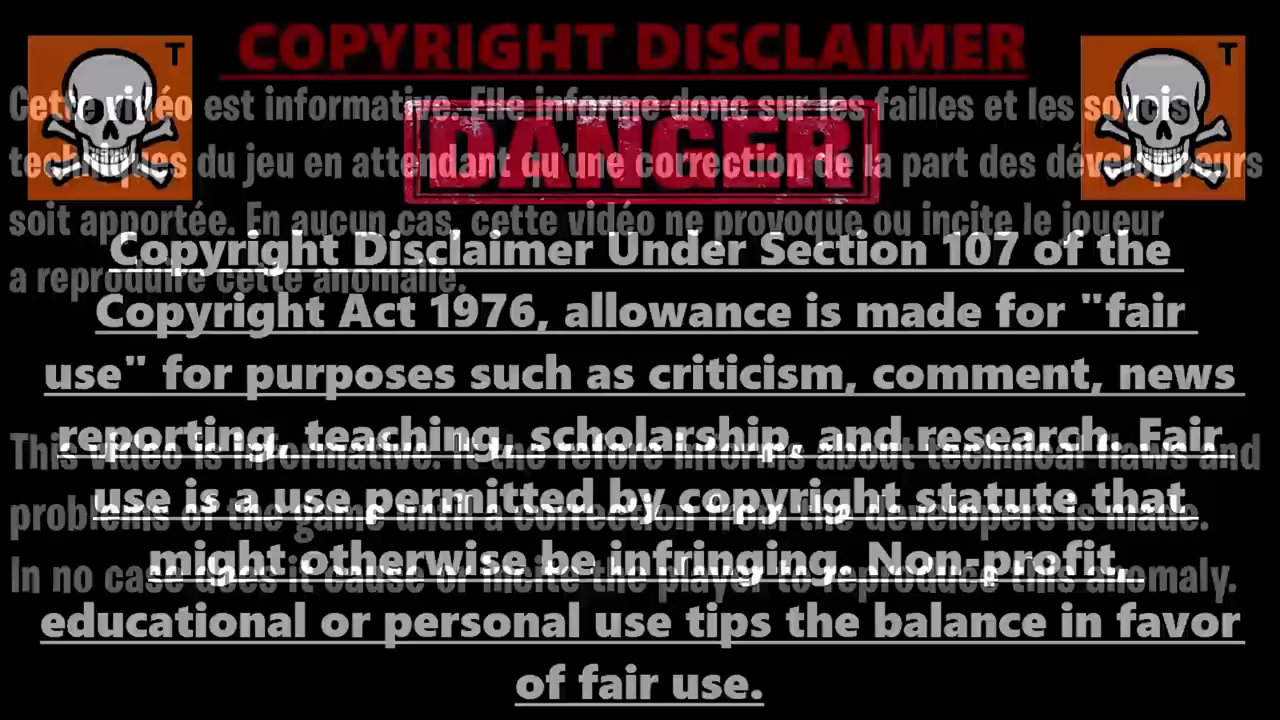 COPYRIGHT DISCLAIMER
T
T
Cette vidéo est informative. Elle informe donc sur les failles et les soucis
techniques du jeu en attendant qu'une correction de la part des développeurs
soit apportée. En aucun cas, cette vidéo ne provoque ou incite le joueur
a reproduire cette anomalie.
DANGER
Copyright Disclaimer Under Section 107 of the
Copyright Act 1976, allowance is made for "fair
use" for purposes such as criticism, comment, news
reporting, teaching, scholarship, and research. Fair
use is a use permitted by copyright statute that
might otherwise be infringing. Non-profit,
educational or personal use tips the balance in favor
of fair use.
This video is informative. It the refore informs about technical flaws and
problems of the game until a correction from the developers is made.
In no case does it cause or incite the player to reproduce this anomaly.